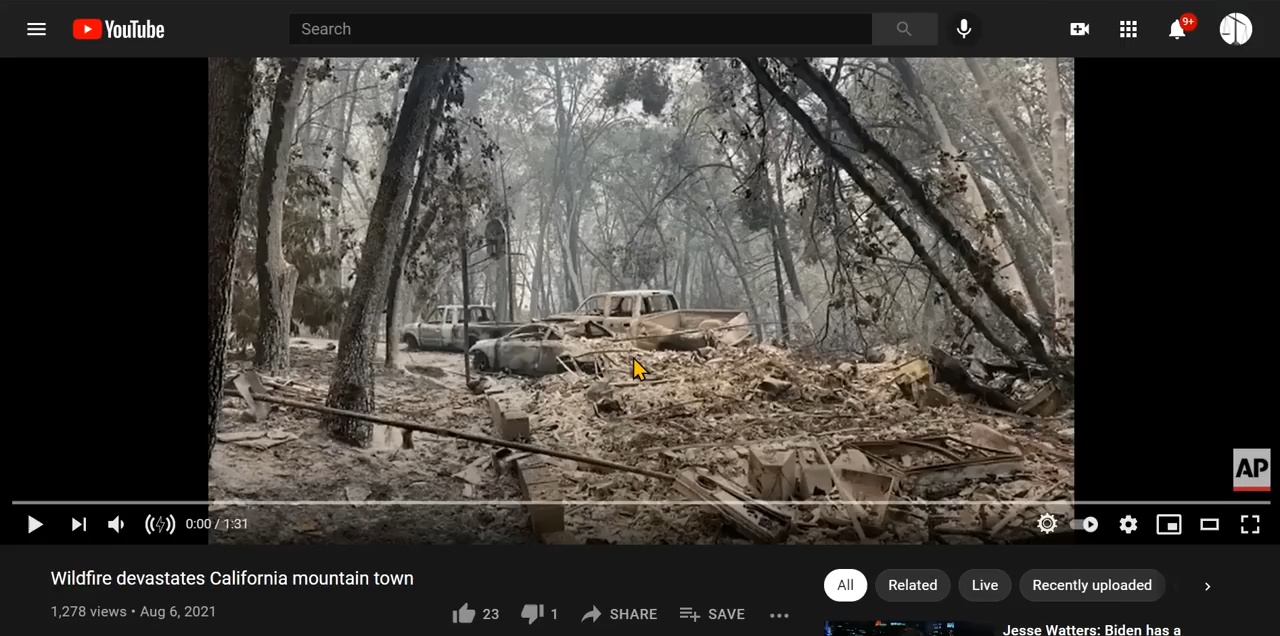 YouTube
Search
9+
AP
0:00 / 1:31
Wildfire devastates California mountain town
1,278 views • Aug 6, 2021
23
1
SHARE
SAVE
All
Related
Live
Recently uploaded
Jesse Watters: Biden has a